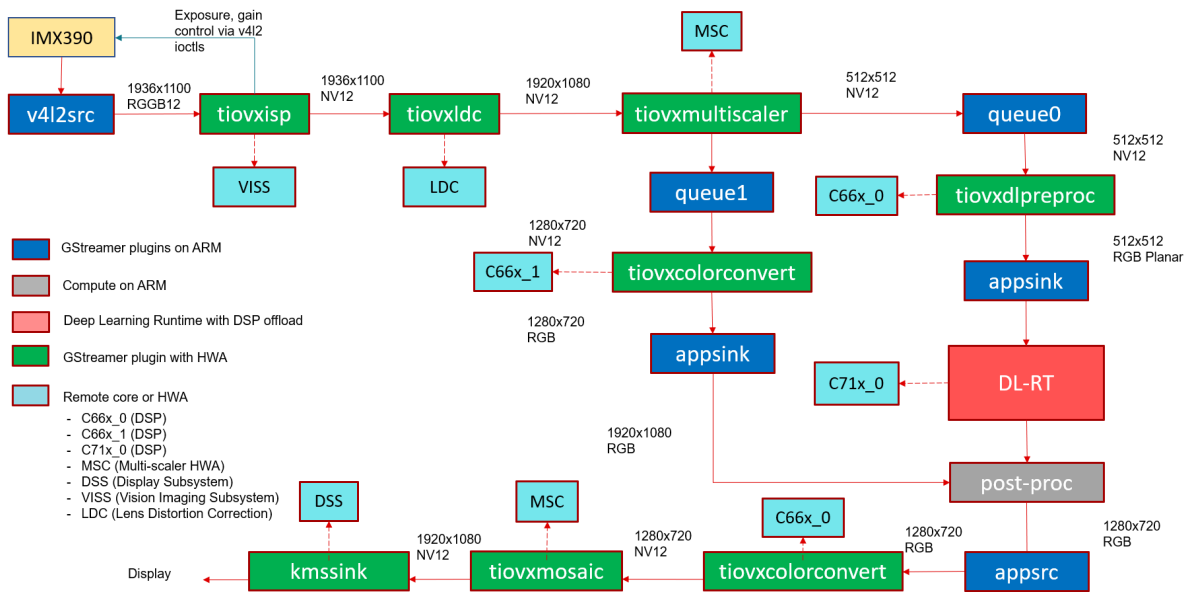 Exposure, gain
control via v4l2
ioctls
IMX390
MSC
1936x1100
RGGB12
1936x1100
NV12
1920x1080
NV12
512x512
NV12
v4l2src
tiovxisp
tiovxldc
tiovxmultiscaler
queue0
512x512
NV12
VISS
LDC
queue1
C66x_0
tiovxdlpreproc
1280x720
NV12
GStreamer plugins on ARM
512x512
RGB Planar
C66x_1
tiovxcolorconvert
appsink
Compute on ARM
Deep Learning Runtime with DSP offload
1280x720
RGB
GStreamer plugin with HWA
appsink
C71x_0
DL-RT
Remote core or HWA
- C66x_0 (DSP)
- C66x_1 (DSP)
- C71x_0 (DSP)
- MSC (Multi-scaler HWA)
- DSS (Display Subsystem)
- VISS (Vision Imaging Subsystem)
- LDC (Lens Distortion Correction)
1920x1080
RGB
post-proc
DSS
MSC
C66x_0
1920x1080
NV12
1280x720
NV12
1280x720
RGB
1280x720
RGB
Display
kmssink
tiovxmosaic
tiovxcolorconvert
appsrc